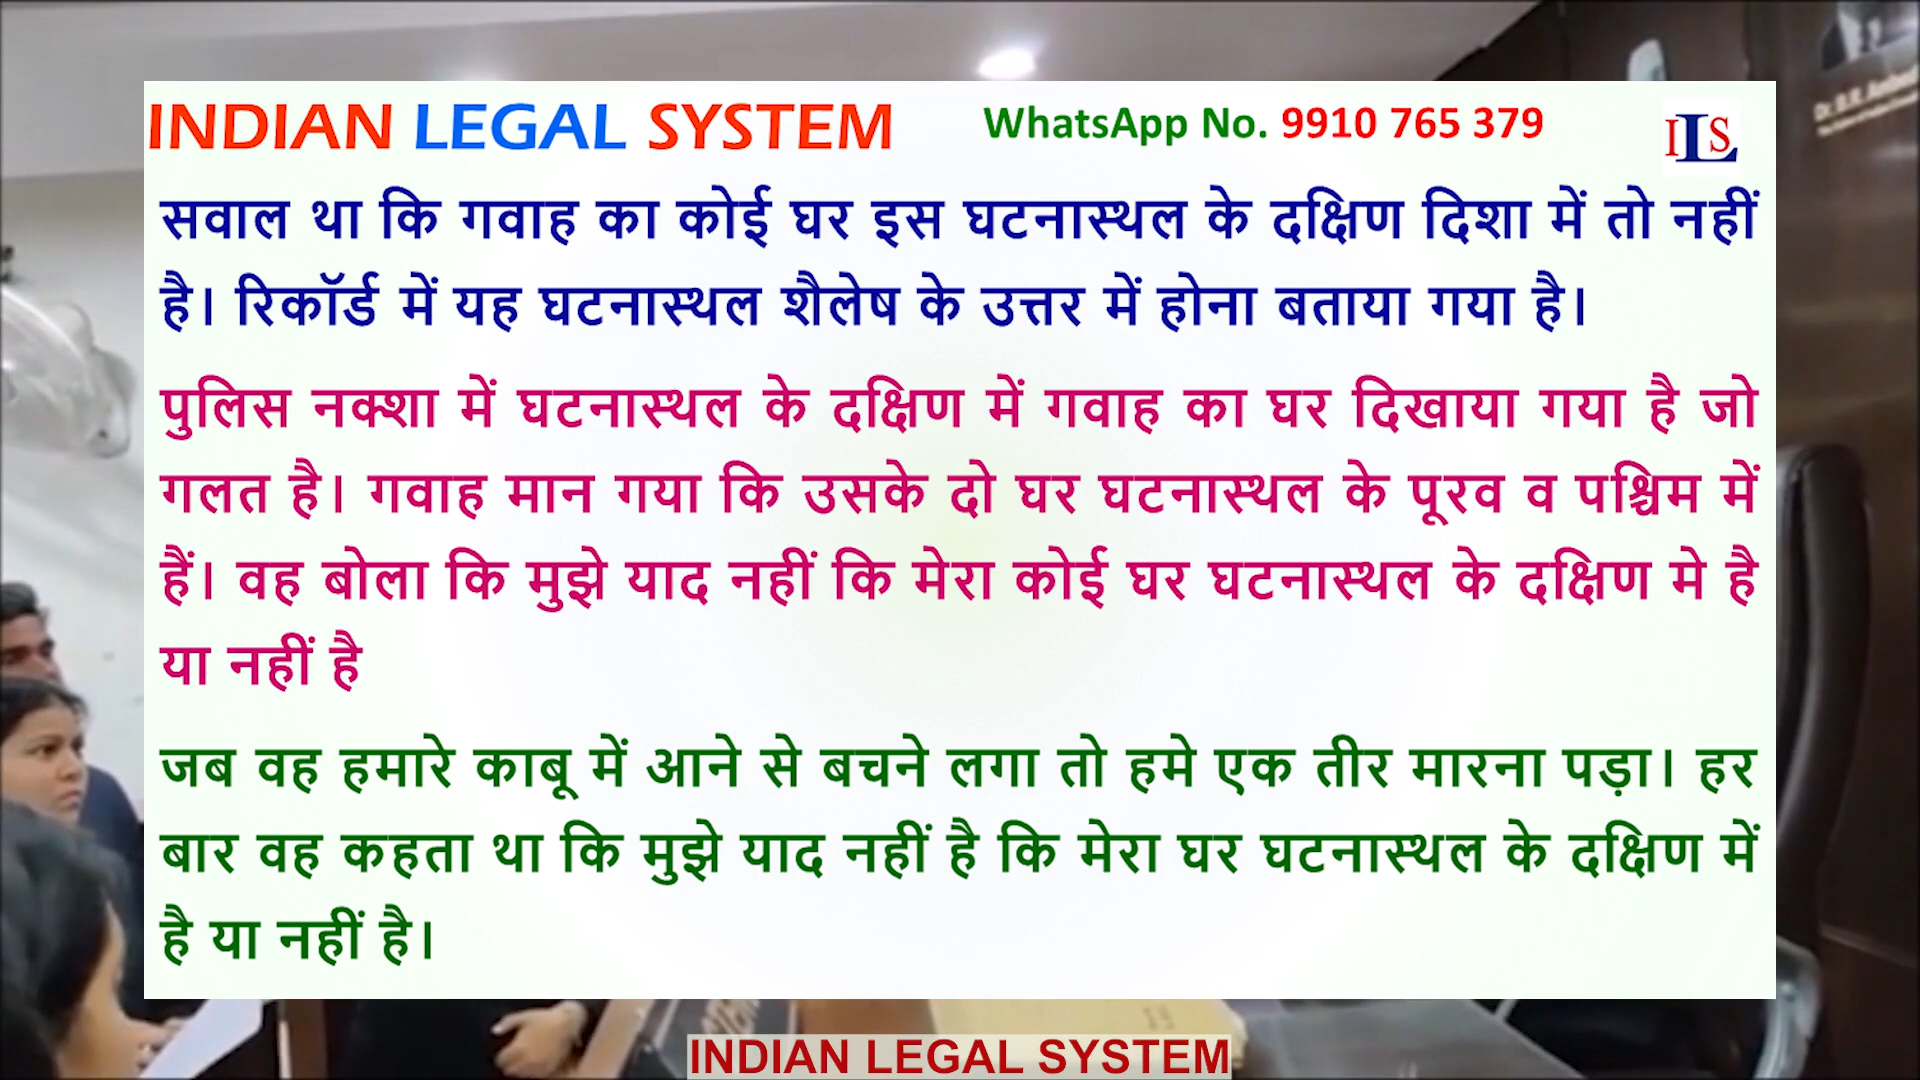 INDIAN LEGAL SYSTEM WhatsApp No. 9910 765 379 ILS
सवाल था कि गवाह का कोई घर इस घटनास्थल के दक्षिण दिशा में तो नहीं
है। रिकॉर्ड में यह घटनास्थल शैलेष के उत्तर में होना बताया गया है।
पुलिस नक्शा में घटनास्थल के दक्षिण में गवाह का घर दिखाया गया है जो
गलत है। गवाह मान गया कि उसके दो घर घटनास्थल के पूरव व पश्चिम में
हैं। वह बोला कि मुझे याद नहीं कि मेरा कोई घर घटनास्थल के दक्षिण मे है
या नहीं है
जब वह हमारे काबू में आने से बचने लगा तो हमे एक तीर मारना पड़ा। हर
बार वह कहता था कि मुझे याद नहीं है कि मेरा घर घटनास्थल के दक्षिण में
है या नहीं है।
INDIAN LEGAL SYSTEM